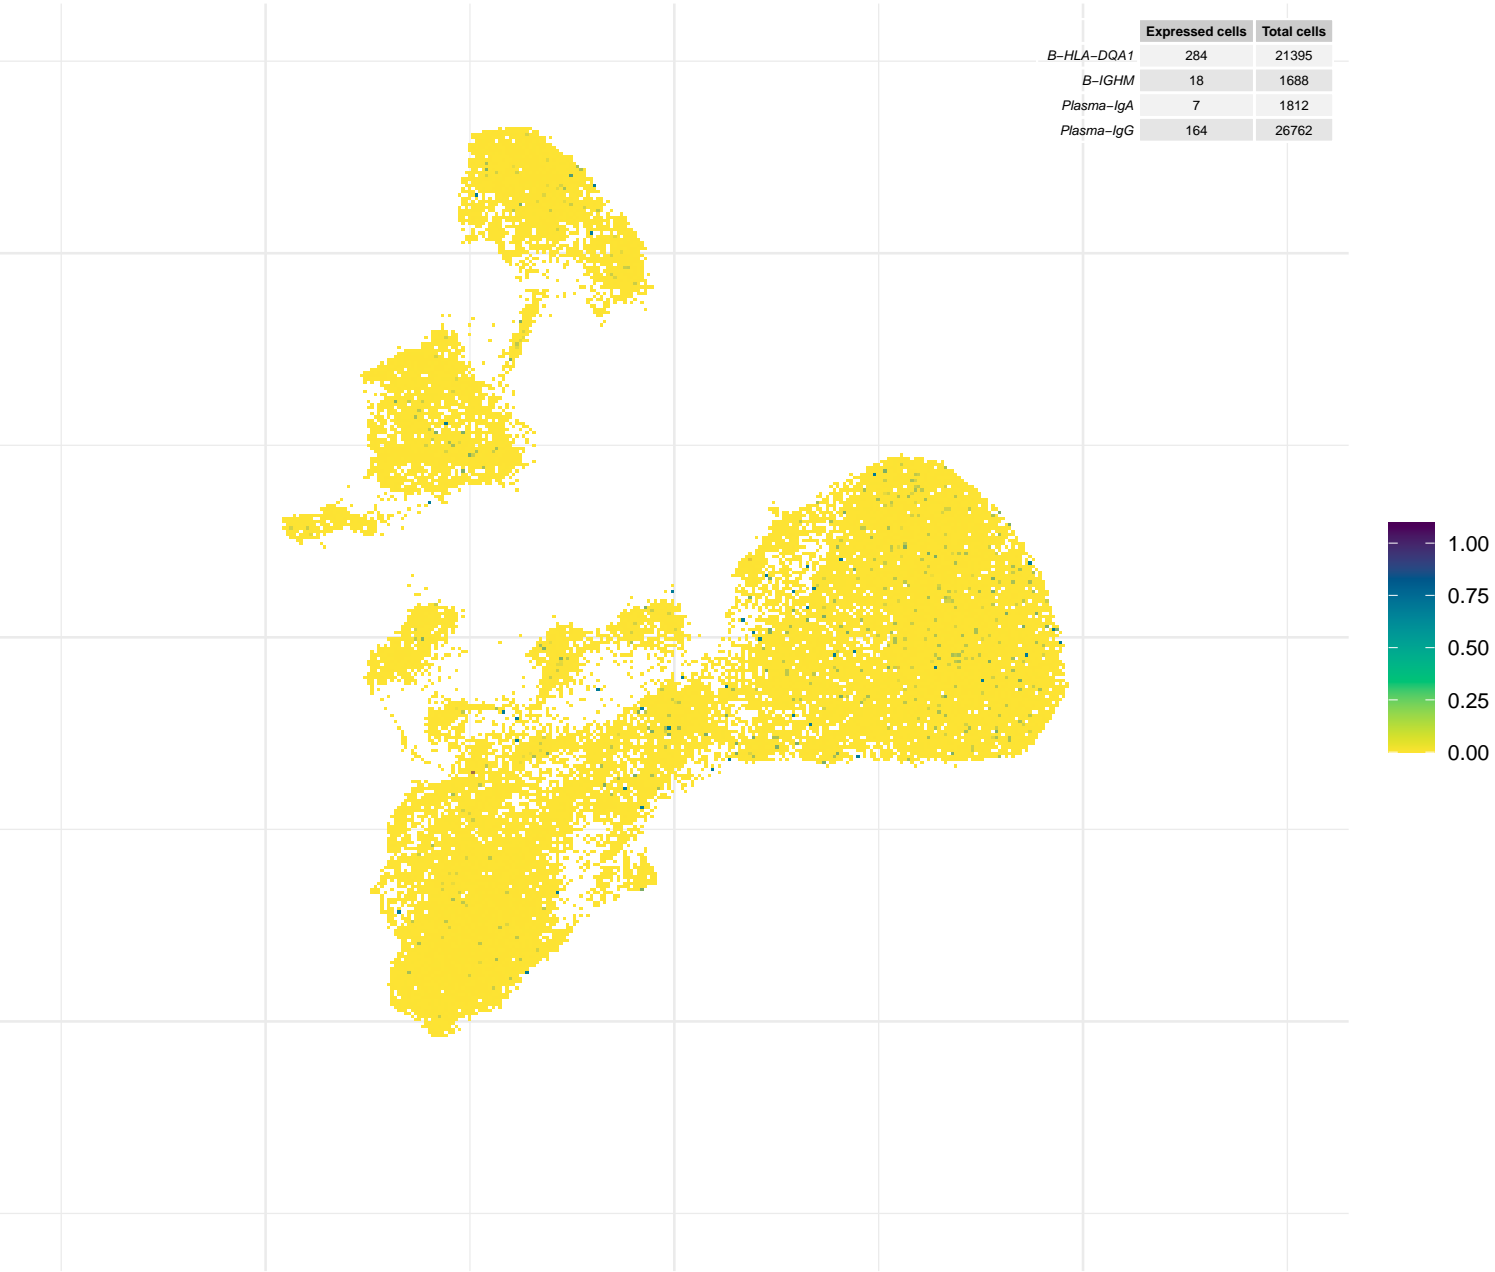 Expressed cells Total cells
B−HLA−DQA1 284 21395
B−IGHM 18 1688
Plasma−IgA 7 1812
Plasma−IgG 164 26762
1.00
0.75
0.50
0.25
0.00